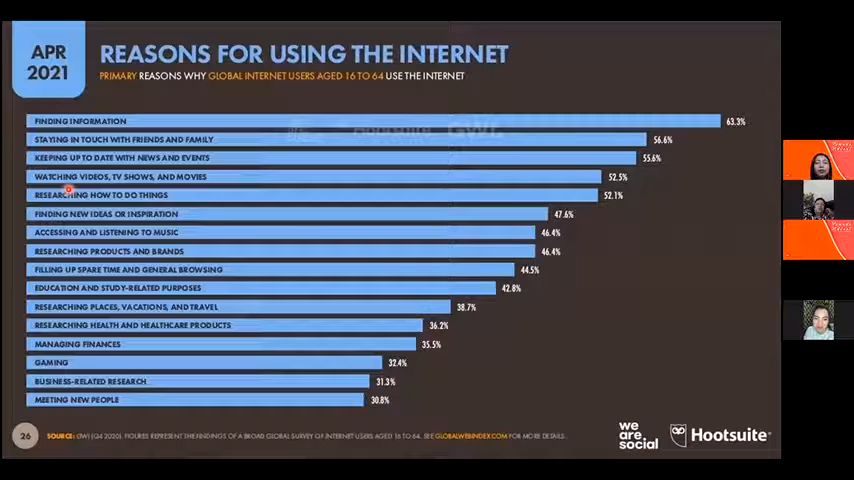 APR
2021
REASONS FOR USING THE INTERNET
PRIMARY REASONS WHY GLOBAL INTERNET USERS AGED 16 TO 64 USE THE INTERNET
FINDING INFORMATION 63.3%
STAYING IN TOUCH WITH FRIENDS AND FAMILY 56.6%
KEEPING UP TO DATE WITH NEWS AND EVENTS 55.6%
WATCHING VIDEOS, TV SHOWS, AND MOVIES 52.5%
RESEARCHING HOW TO DO THINGS 52.1%
FINDING NEW IDEAS OR INSPIRATION 47.6%
ACCESSING AND LISTENING TO MUSIC 46.4%
RESEARCHING PRODUCTS AND BRANDS 46.4%
FILLING UP SPARE TIME AND GENERAL BROWSING 44.5%
EDUCATION AND STUDY-RELATED PURPOSES 42.8%
RESEARCHING PLACES, VACATIONS, AND TRAVEL 38.7%
RESEARCHING HEALTH AND HEALTHCARE PRODUCTS 36.2%
MANAGING FINANCES 35.5%
GAMING 32.4%
BUSINESS-RELATED RESEARCH 31.3%
MEETING NEW PEOPLE 30.8%
26
SOURCE: GWI (Q4 2020). FIGURES REPRESENT THE FINDINGS OF A BROAD GLOBAL SURVEY OF INTERNET USERS AGED 16 TO 64. SEE GLOBALWEBINDEX.COM FOR MORE DETAILS.
we
are
social
Hootsuite
Hootsuite GWI.